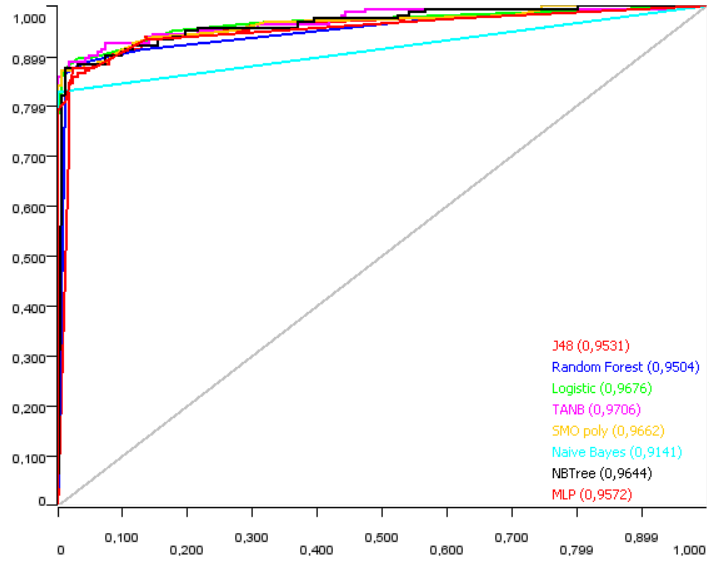 1,000
0,899
0,799
0,700
0,600
0,500
0,400
0,300
0,200
0,100
0
J48 (0,9531)
Random Forest (0,9504)
Logistic (0,9676)
TANB (0,9706)
SMO poly (0,9662)
Naive Bayes (0,9141)
NBTree (0,9644)
MLP (0,9572)
0 0,100 0,200 0,300 0,400 0,500 0,600 0,700 0,799 0,899 1,000